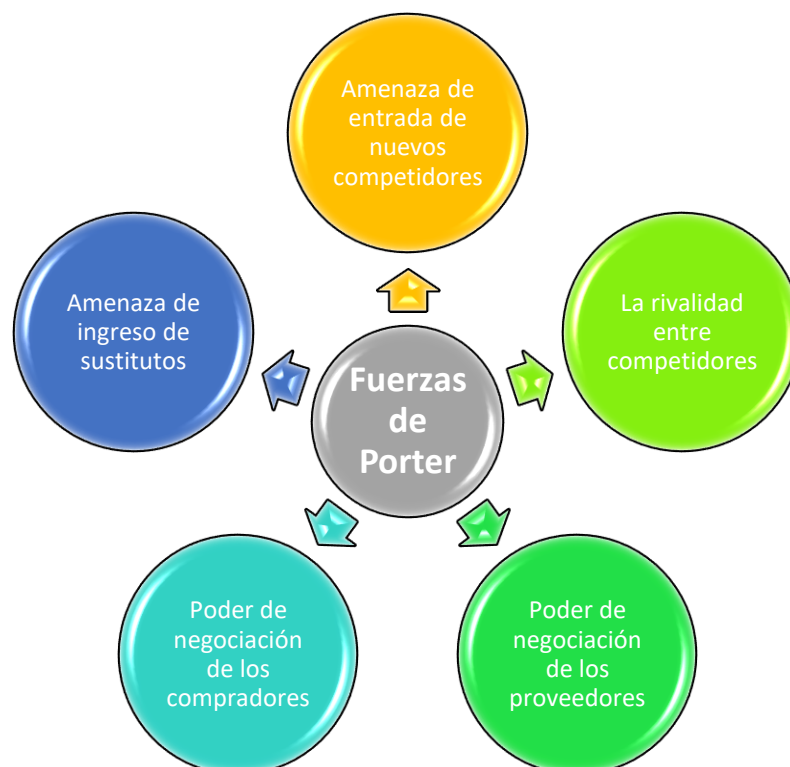 Amenaza de
entrada de
nuevos
competidores
La rivalidad
entre
competidores
Poder de
negociación
de los
proveedores
Poder de
negociación
de los
compradores
Amenaza de
ingreso de
sustitutos
Fuerzas
de
Porter